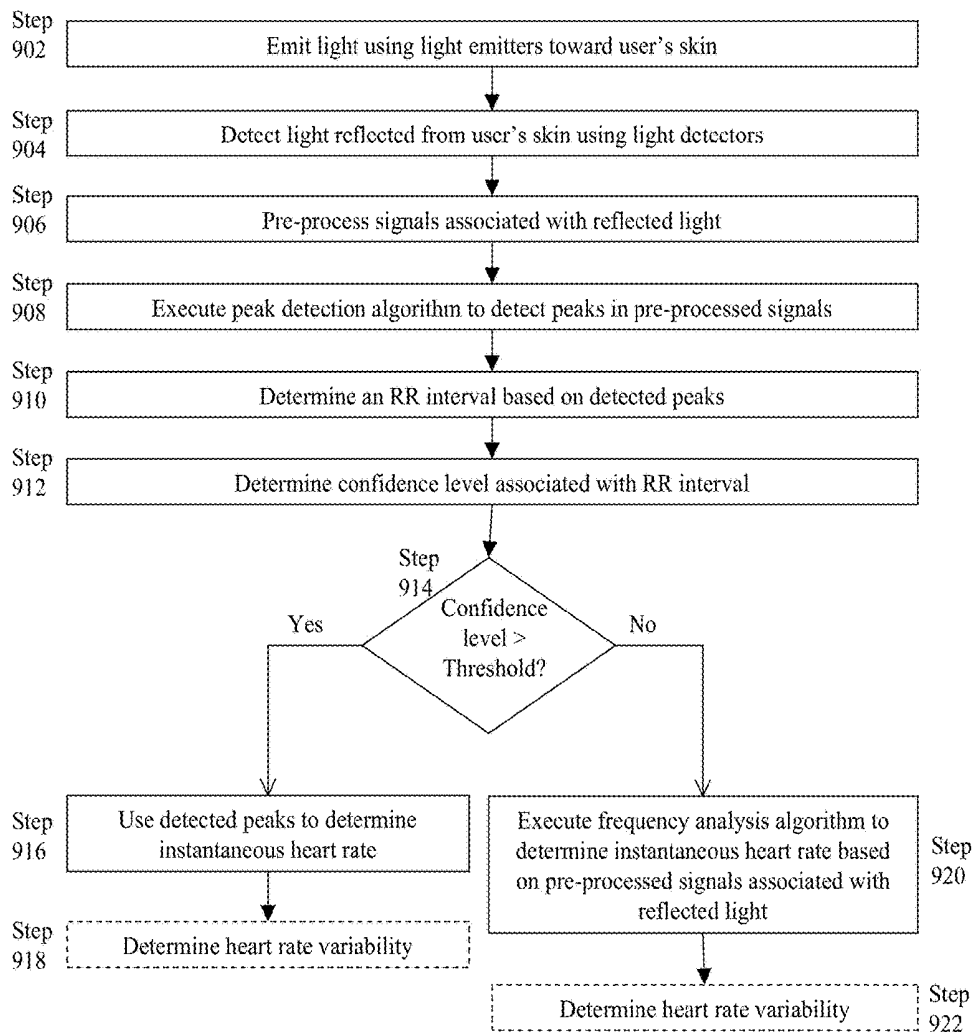 Step
902
Emit light using light emitters toward user's skin
Step
904
Detect light reflected from user's skin using light detectors
Step
906
Pre-process signals associated with reflected light
Step
908
Execute peak detection algorithm to detect peaks in pre-processed signals
Step
910
Determine an RR interval based on detected peaks
Step
912
Determine confidence level associated with RR interval
Step
914
Confidence
level >
Threshold?
Yes
No
Step
916
Use detected peaks to determine
instantaneous heart rate
Step
918
Determine heart rate variability
Execute frequency analysis algorithm to
determine instantaneous heart rate based
on pre-processed signals associated with
reflected light
Step
920
Determine heart rate variability
Step
922